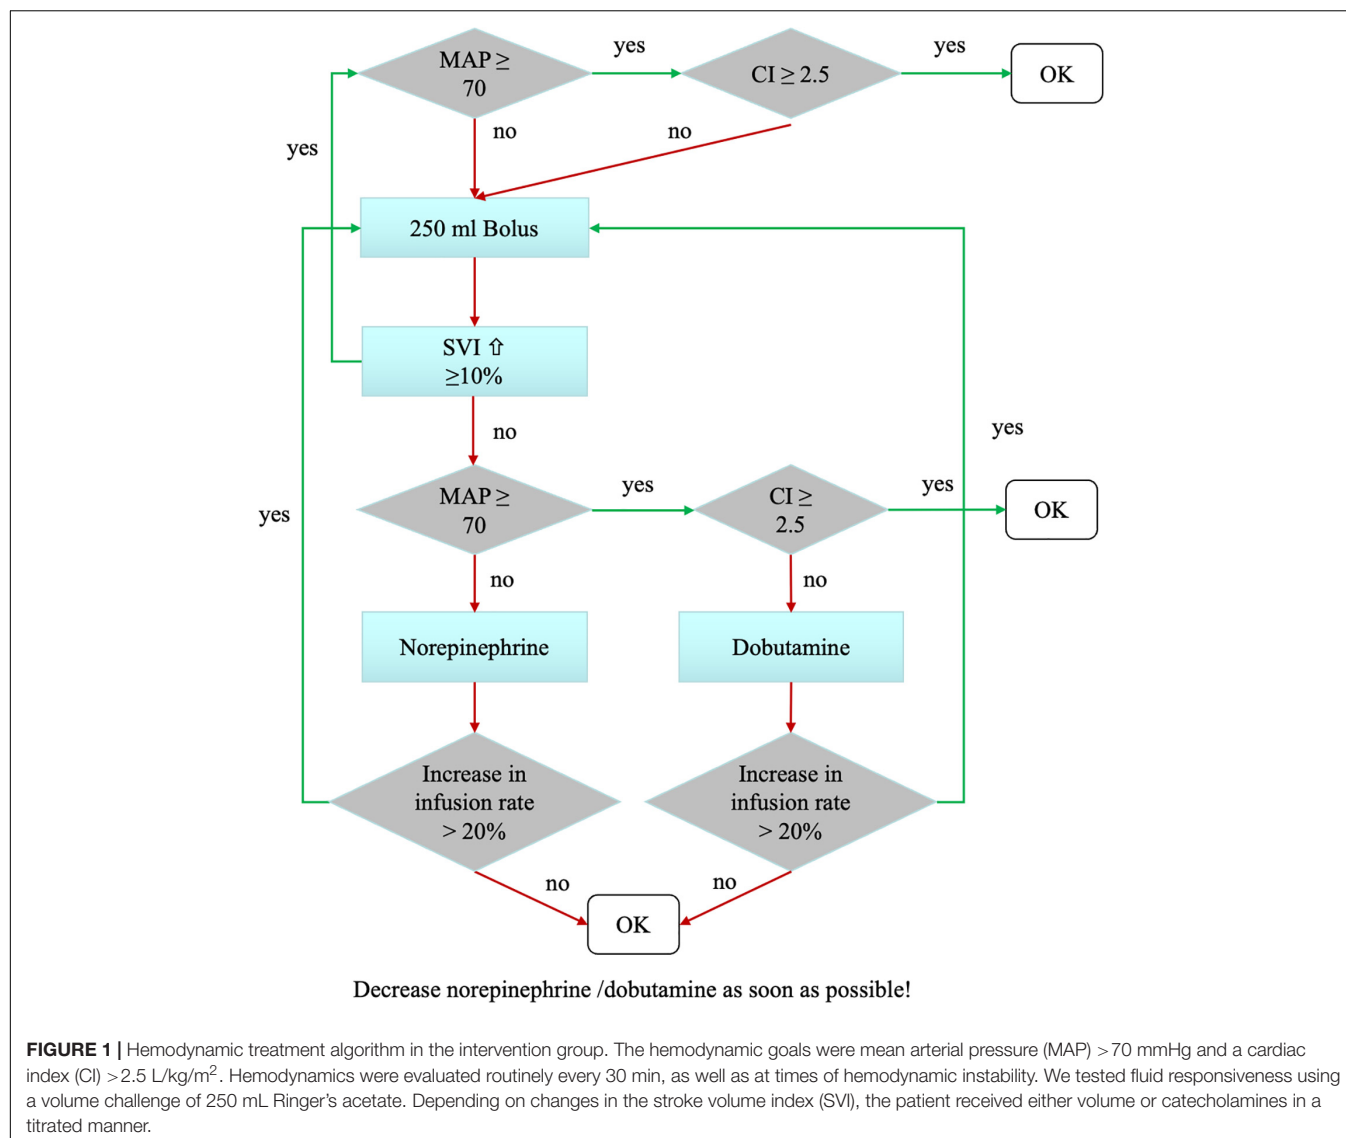 MAP ≥
70
yes
CI ≥ 2.5
yes
OK
no
no
yes
250 ml Bolus
SVI ⇧
≥10%
no
yes
MAP ≥
70
yes
CI ≥
2.5
yes
yes
OK
no
no
Norepinephrine
Dobutamine
Increase in
infusion rate
> 20%
Increase in
infusion rate
> 20%
no
no
OK
Decrease norepinephrine /dobutamine as soon as possible!
FIGURE 1 | Hemodynamic treatment algorithm in the intervention group. The hemodynamic goals were mean arterial pressure (MAP) >70 mmHg and a cardiac
index (CI) >2.5 L/kg/m². Hemodynamics were evaluated routinely every 30 min, as well as at times of hemodynamic instability. We tested fluid responsiveness using
a volume challenge of 250 mL Ringer's acetate. Depending on changes in the stroke volume index (SVI), the patient received either volume or catecholamines in a
titrated manner.